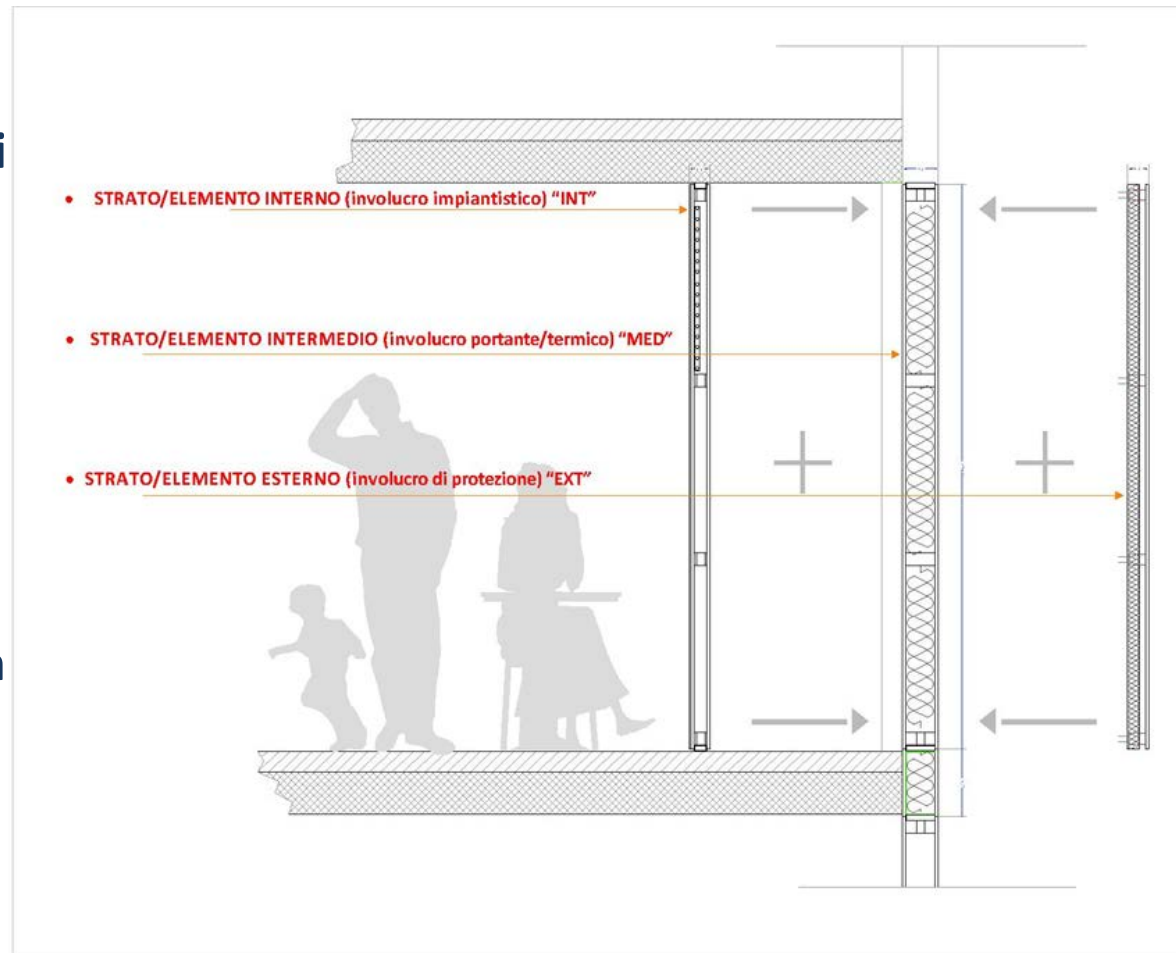 • STRATO/ELEMENTO INTERNO (involucro impiantistico) “INT”
• STRATO/ELEMENTO INTERMEDIO (involucro portante/termico) “MED”
• STRATO/ELEMENTO ESTERNO (involucro di protezione) “EXT”